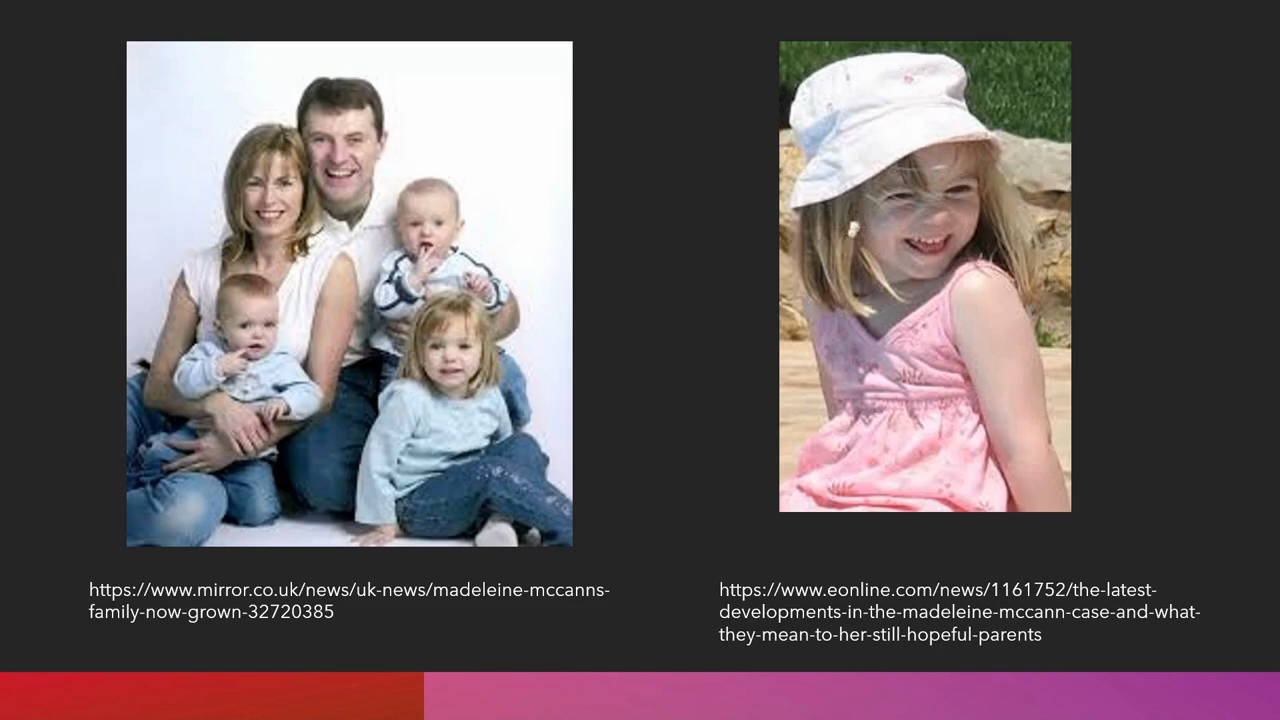 https://www.mirror.co.uk/news/uk-news/madeleine-mccanns-
family-now-grown-32720385
https://www.eonline.com/news/1161752/the-latest-
developments-in-the-madeleine-mccann-case-and-what-
they-mean-to-her-still-hopeful-parents